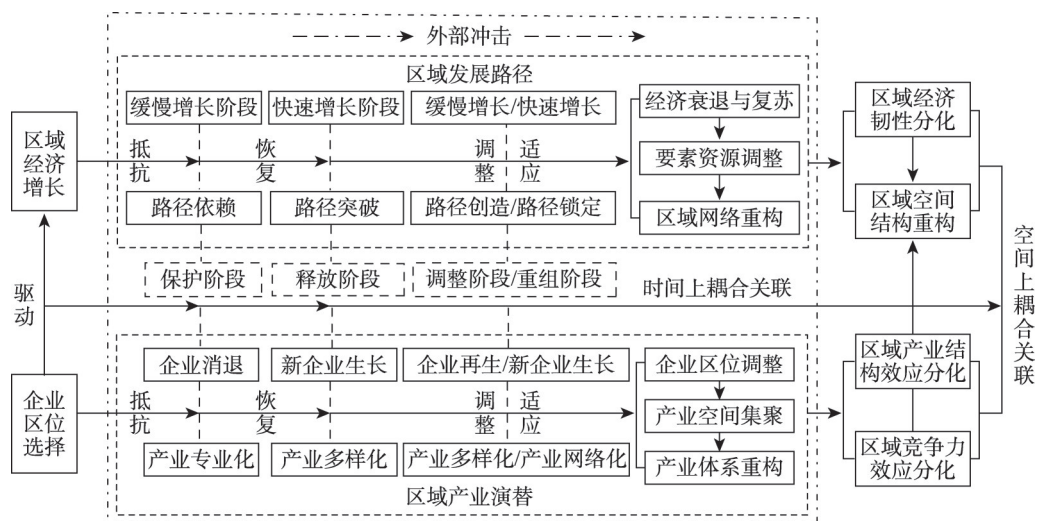 外部冲击
区域发展路径
缓慢增长阶段
快速增长阶段
缓慢增长/快速增长
经济衰退与复苏
区域经济
韧性分化
区域
经济
增长
抵抗
恢复
调整
适应
要素资源调整
路径依赖
路径突破
路径创造/路径锁定
区域网络重构
区域空间
结构重构
驱动
保护阶段
释放阶段
调整阶段/重组阶段
时间上耦合关联
空间上耦合关联
企业消退
新企业生长
企业再生/新企业生长
企业区位调整
区域产业结
构效应分化
企业
区位
选择
抵抗
恢复
调整
适应
产业空间集聚
产业专业化
产业多样化
产业多样化/产业网络化
产业体系重构
区域竞争力
效应分化
区域产业演替